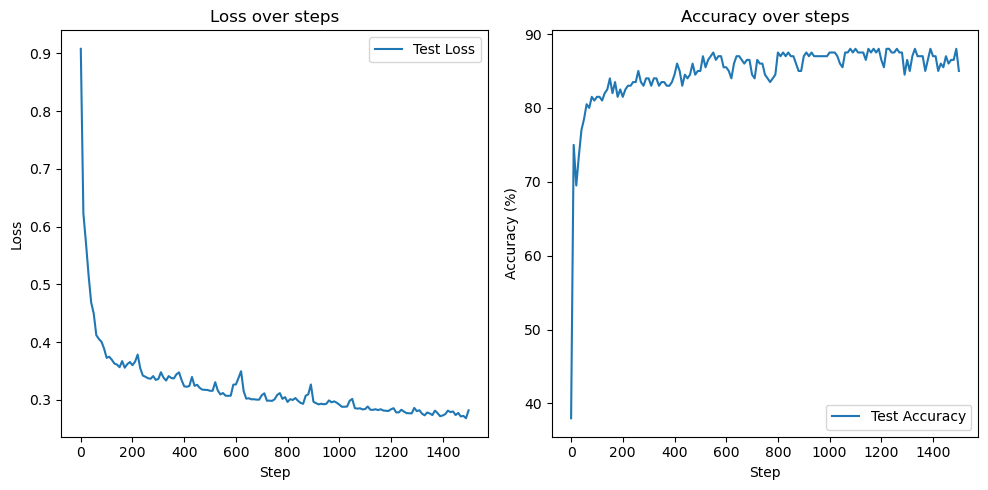 Loss over steps
Test Loss
0.9
0.8
0.7
0.6
0.5
0.4
0.3
Loss
0 200 400 600 800 1000 1200 1400
Step
Accuracy over steps
90
80
70
60
50
40
Accuracy (%)
Test Accuracy
0 200 400 600 800 1000 1200 1400
Step